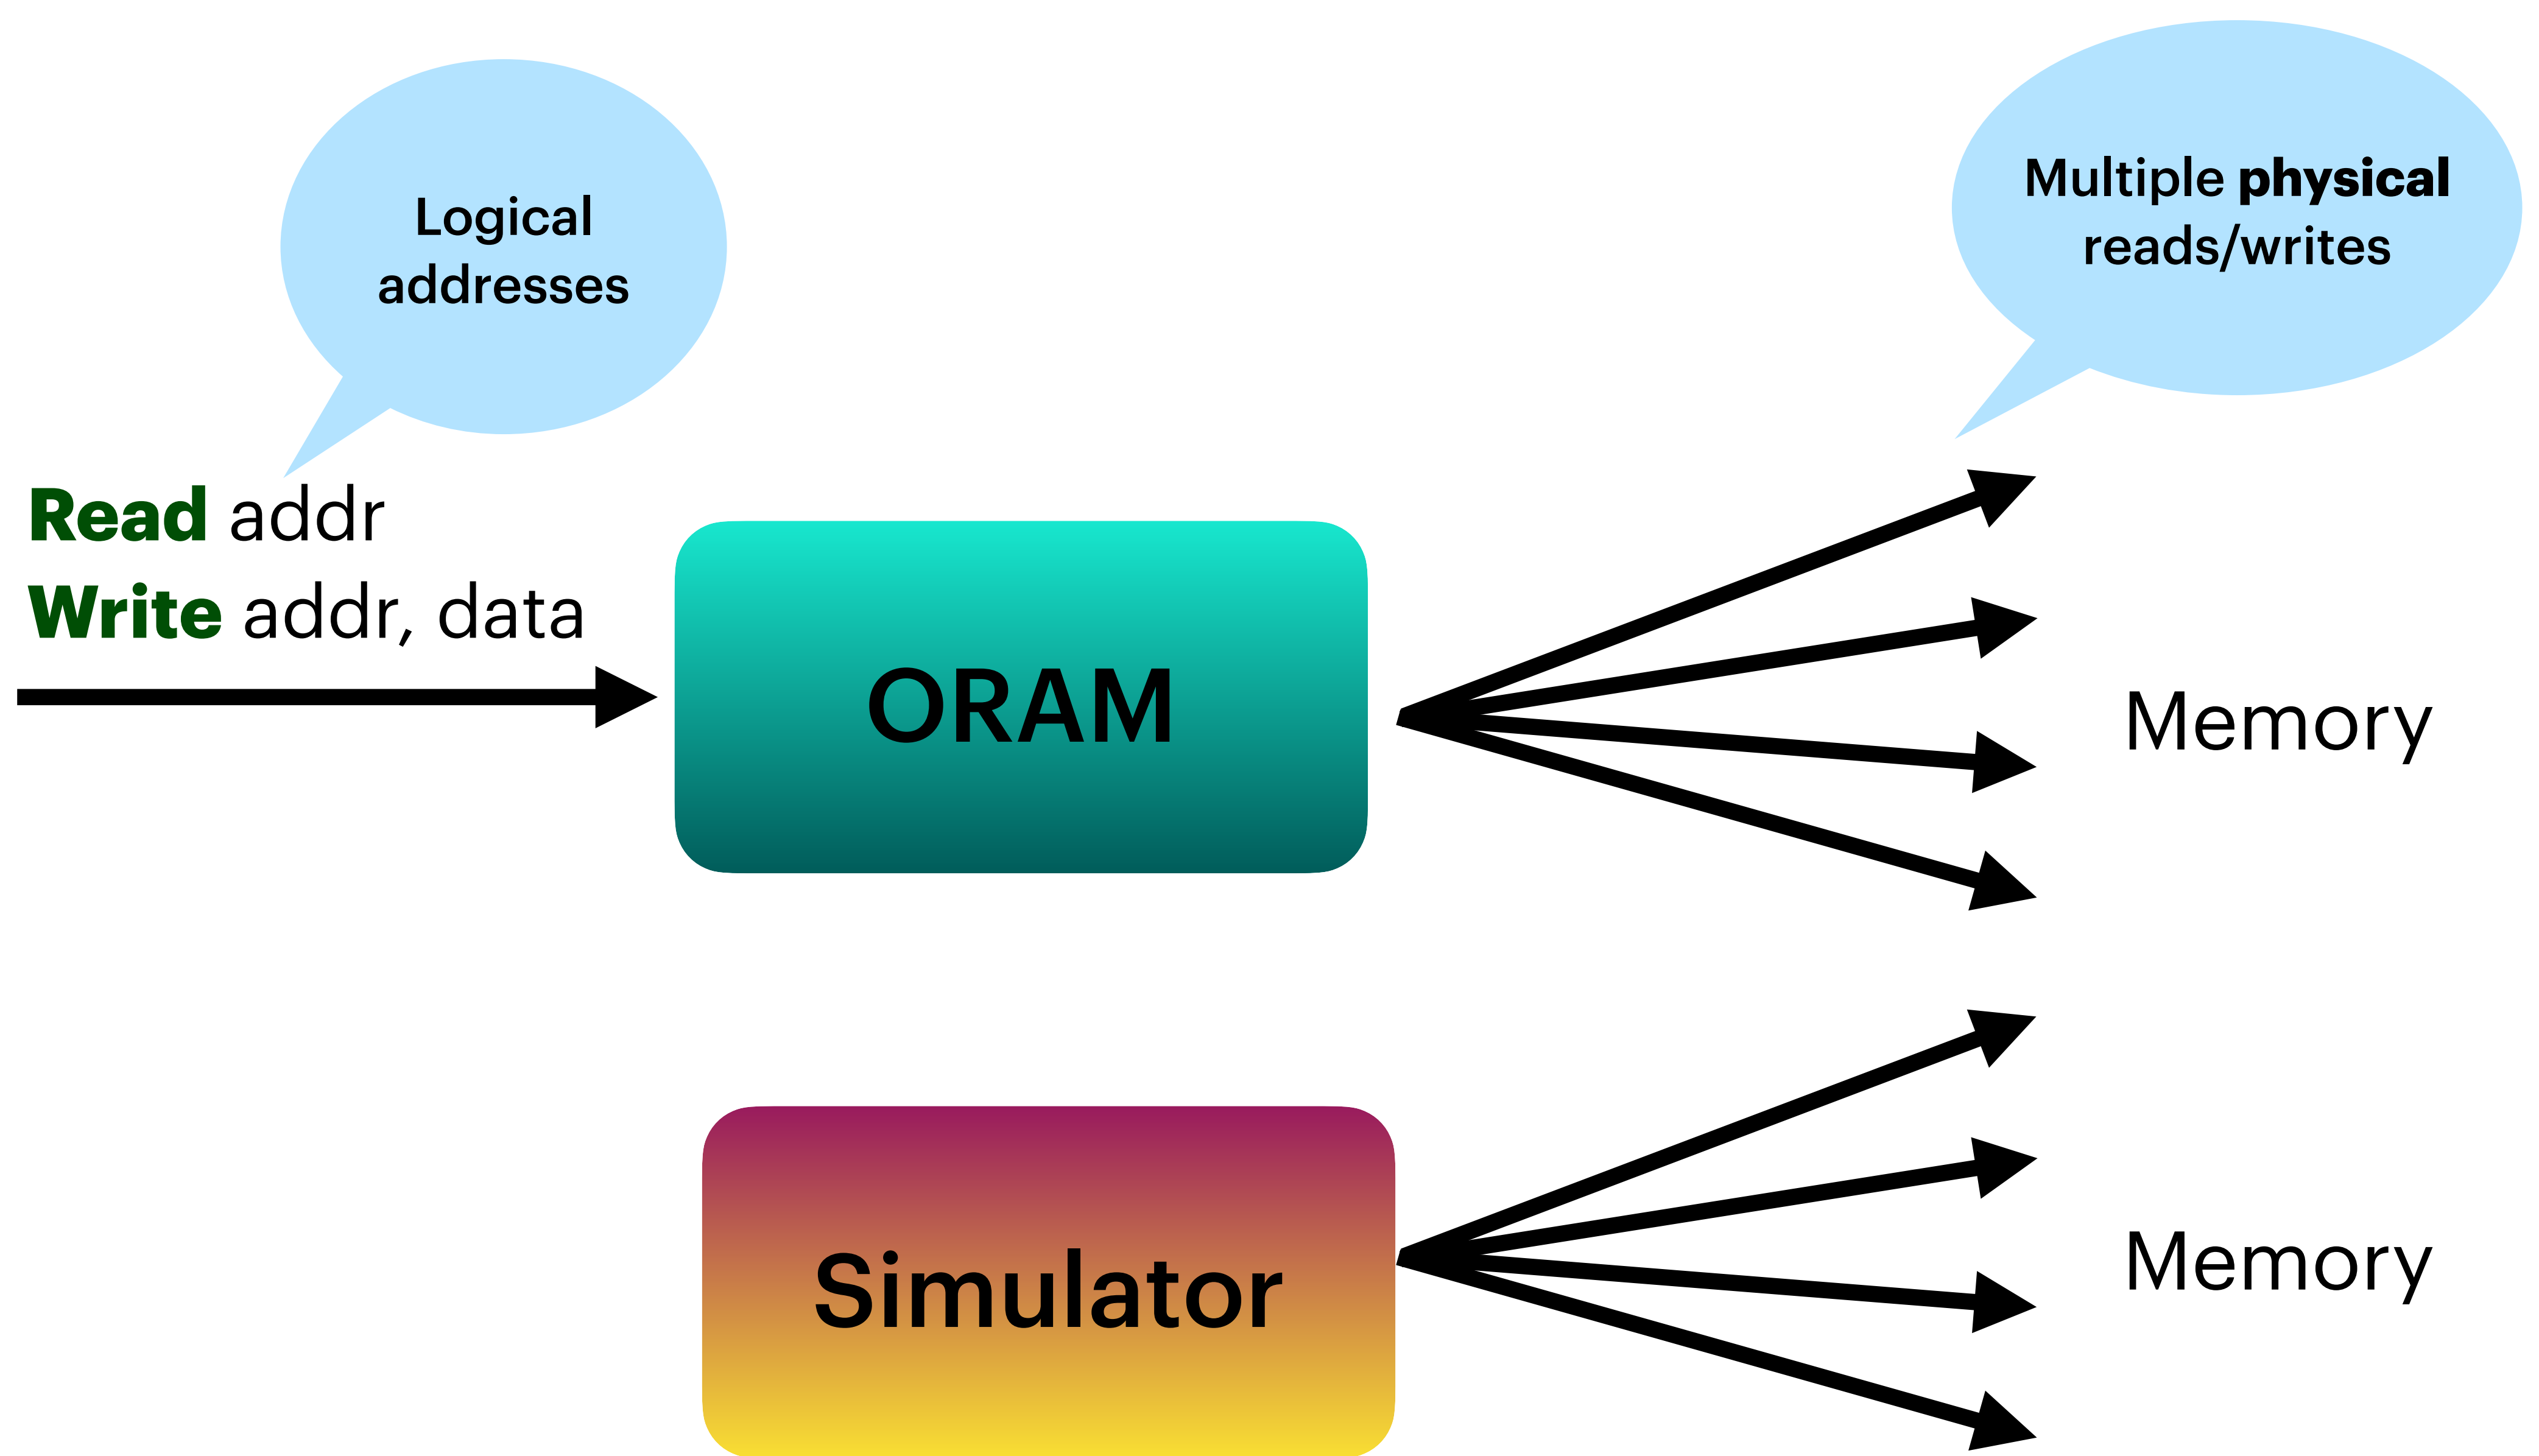 Logical
addresses
Multiple physical
reads/writes
Read addr
Write addr, data
ORAM
Memory
Simulator
Memory